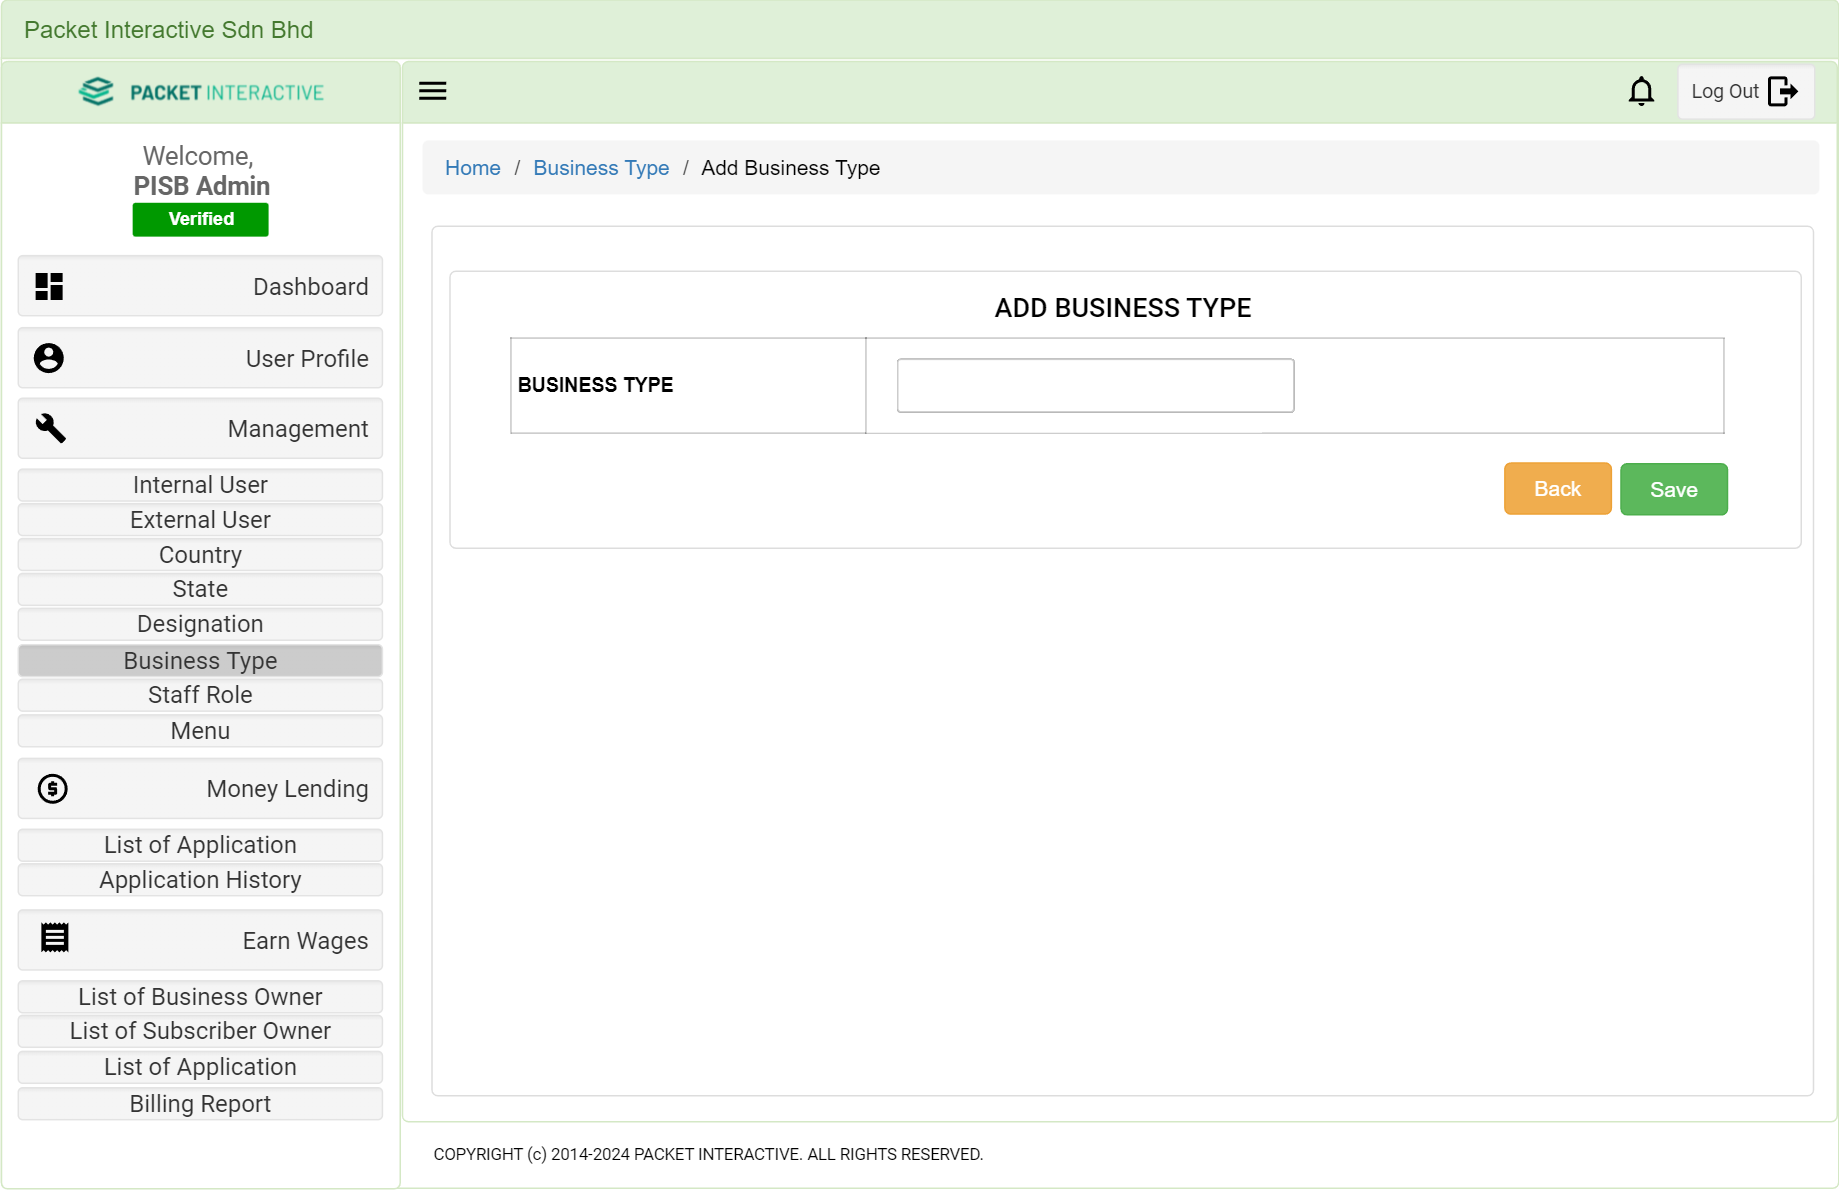 Packet Interactive Sdn Bhd
PACKET INTERACTIVE
Log Out
Welcome,
PISB Admin
Verified
Home / Business Type / Add Business Type
Dashboard
User Profile
Management
Internal User
External User
Country
State
Designation
Business Type
Staff Role
Menu
Money Lending
List of Application
Application History
Earn Wages
List of Business Owner
List of Subscriber Owner
List of Application
Billing Report
ADD BUSINESS TYPE
BUSINESS TYPE
Back
Save
COPYRIGHT (c) 2014-2024 PACKET INTERACTIVE. ALL RIGHTS RESERVED.